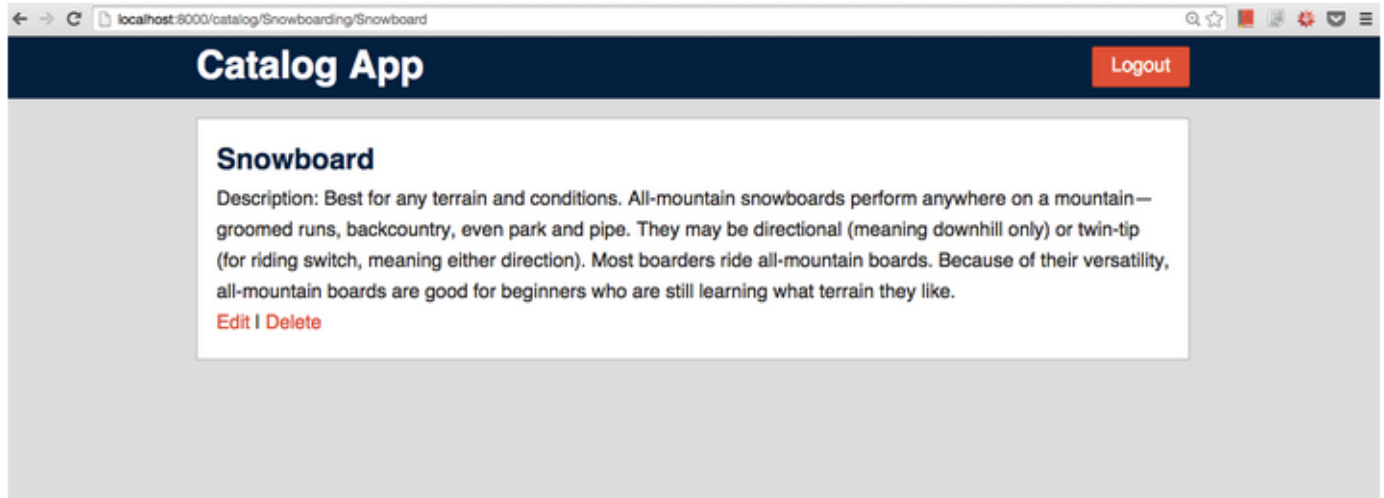 localhost:8000/catalog/Snowboarding/Snowboard
Catalog App
Logout
Snowboard
Description: Best for any terrain and conditions. All-mountain snowboards perform anywhere on a mountain—
groomed runs, backcountry, even park and pipe. They may be directional (meaning downhill only) or twin-tip
(for riding switch, meaning either direction). Most boarders ride all-mountain boards. Because of their versatility,
all-mountain boards are good for beginners who are still learning what terrain they like.
Edit | Delete